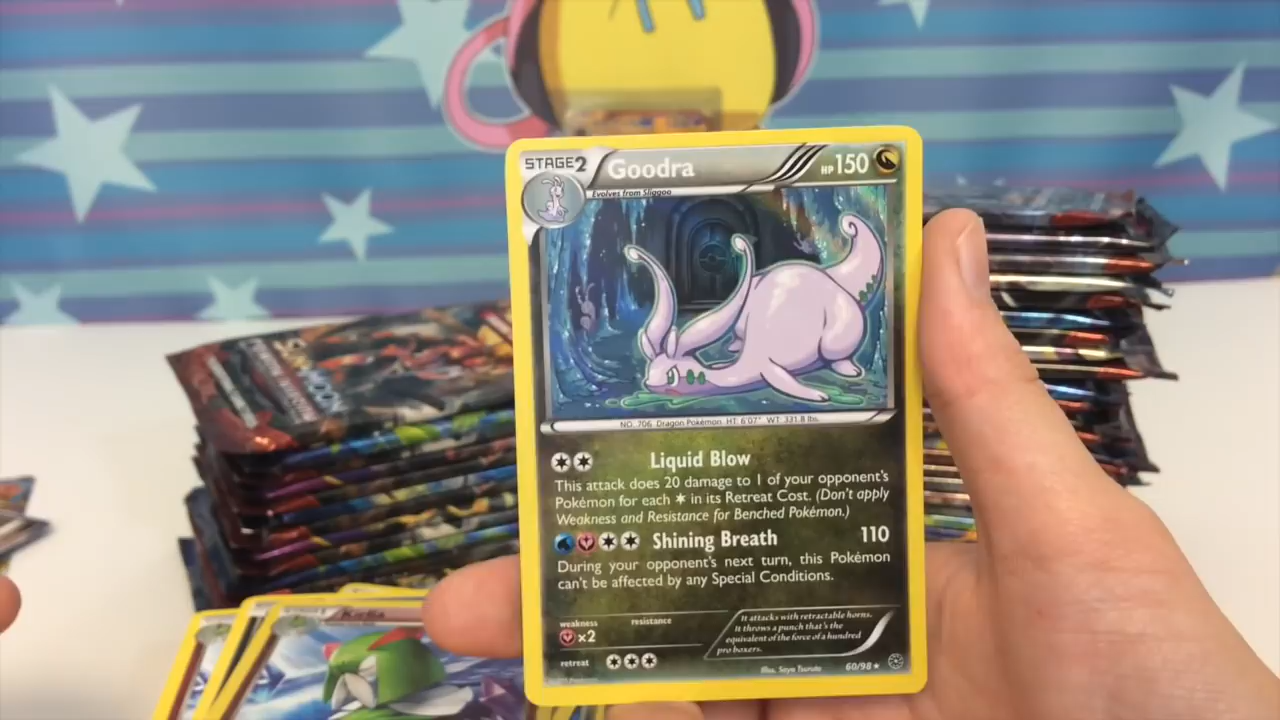 STAGE2 Goodra HP150
Evolves from Sliggoo
NO. 706 Dragon Pokémon HT: 6'07" WT: 331.8 lbs.
Liquid Blow
This attack does 20 damage to 1 of your opponent's
Pokémon for each in its Retreat Cost. (Don't apply
Weakness and Resistance for Benched Pokémon.)
Shining Breath 110
During your opponent's next turn, this Pokémon
can't be affected by any Special Conditions.
weakness resistance
×2
It attacks with retractable horns.
It throws a punch that's the
equivalent of the force of a hundred
pro boxers.
retreat
Illus. Saya Tsuruta 60/98
Kirlia